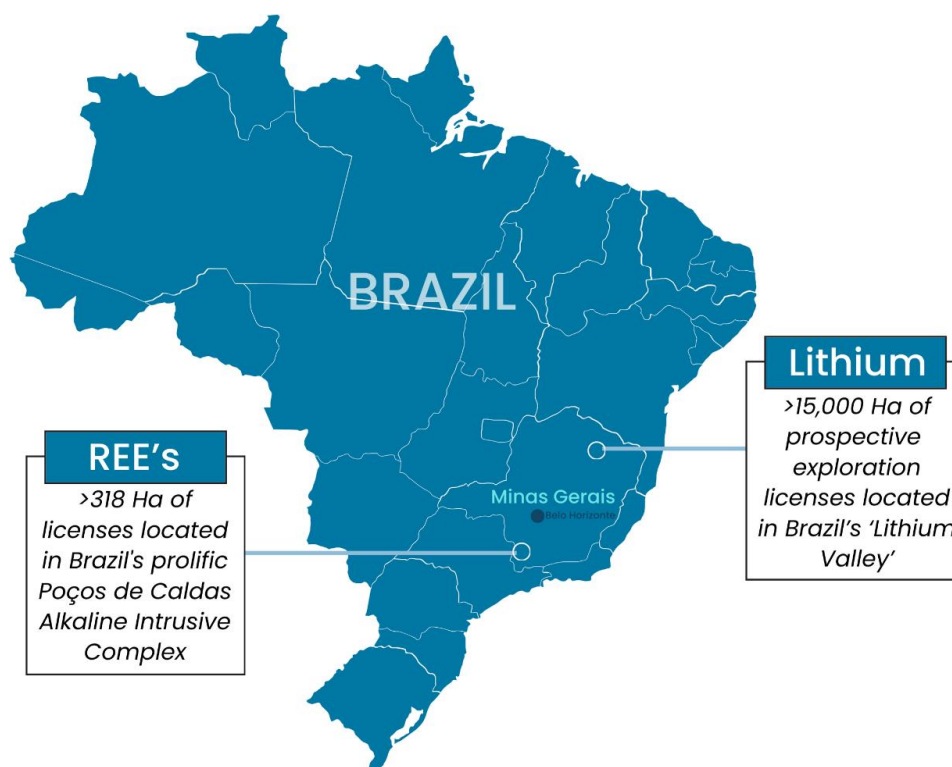 BRAZIL
Lithium
>15,000 Ha of
prospective
exploration
licenses located
in Brazil's 'Lithium
Valley'
REE's
>318 Ha of
licenses located
in Brazil's prolific
Poços de Caldas
Alkaline Intrusive
Complex
Minas Gerais
Belo Horizonte